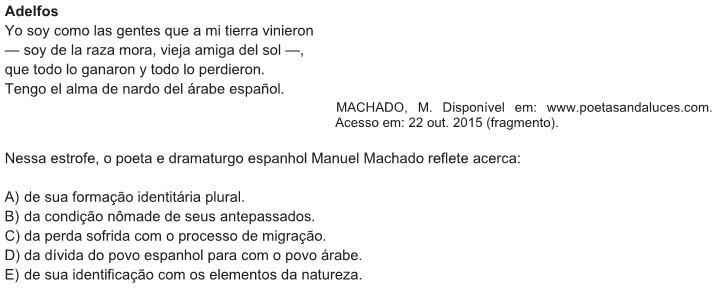 Adelfos
Yo soy como las gentes que a mi tierra vinieron
— soy de la raza mora, vieja amiga del sol —,
que todo lo ganaron y todo lo perdieron.
Tengo el alma de nardo del árabe español.
MACHADO, M. Disponível em: www.poetasandaluces.com.
Acesso em: 22 out. 2015 (fragmento).
Nessa estrofe, o poeta e dramaturgo espanhol Manuel Machado reflete acerca:
A) de sua formação identitária plural.
B) da condição nômade de seus antepassados.
C) da perda sofrida com o processo de migração.
D) da dívida do povo espanhol para com o povo árabe.
E) de sua identificação com os elementos da natureza.